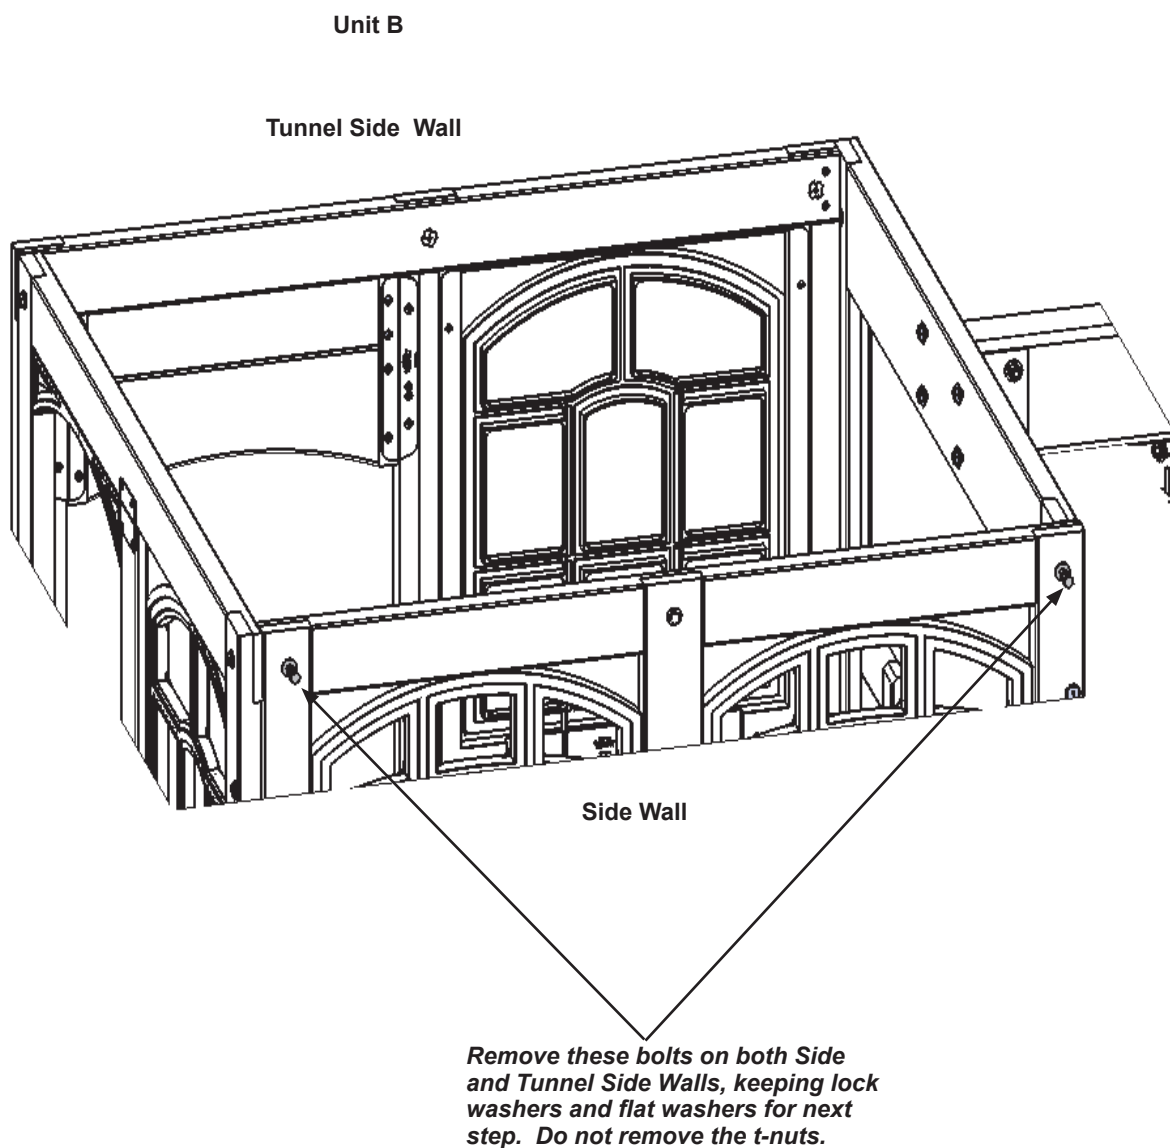 Unit B
Tunnel Side  Wall
Side Wall
Remove these bolts on both Side
and Tunnel Side Walls, keeping lock
washers and flat washers for next
step.  Do not remove the t-nuts.